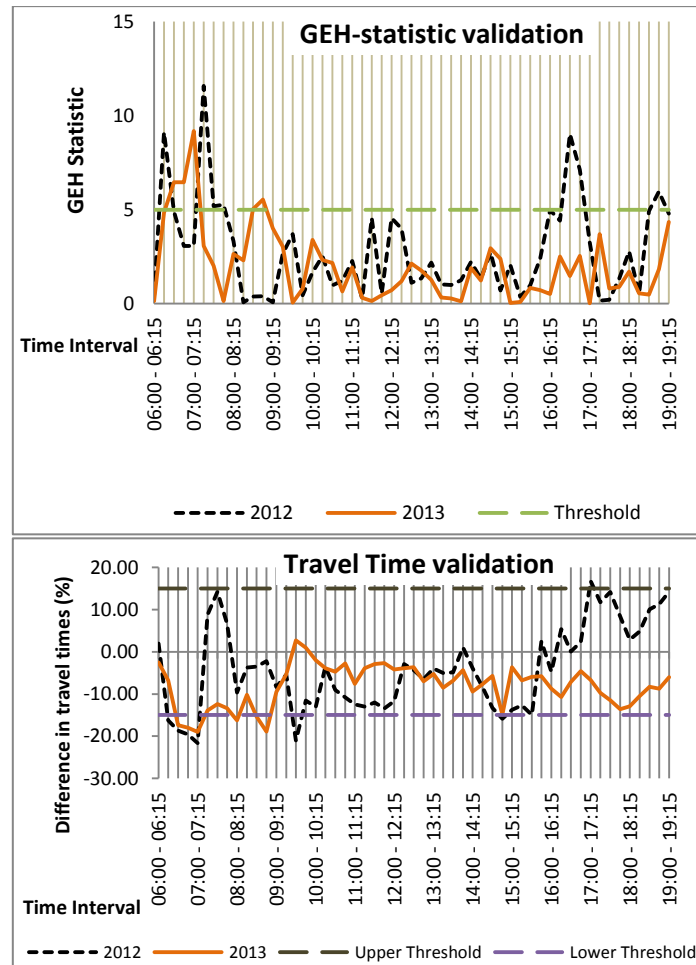 GEH-statistic validation
GEH Statistic
15
10
5
0
Time Interval
06:00 - 06:15
07:00 - 07:15
08:00 - 08:15
09:00 - 09:15
10:00 - 10:15
11:00 - 11:15
12:00 - 12:15
13:00 - 13:15
14:00 - 14:15
15:00 - 15:15
16:00 - 16:15
17:00 - 17:15
18:00 - 18:15
19:00 - 19:15
2012 2013 Threshold
Travel Time validation
Difference in travel times (%)
20.00
10.00
0.00
-10.00
-20.00
-30.00
06:00 - 06:15
07:00 - 07:15
08:00 - 08:15
09:00 - 09:15
10:00 - 10:15
11:00 - 11:15
12:00 - 12:15
13:00 - 13:15
14:00 - 14:15
15:00 - 15:15
16:00 - 16:15
17:00 - 17:15
18:00 - 18:15
19:00 - 19:15
Time Interval
2012 2013 Upper Threshold Lower Threshold